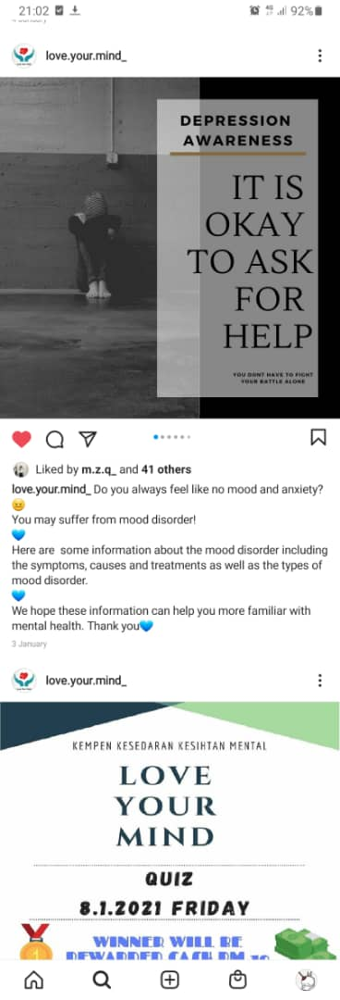 21:02
4G
92%
love.your.mind_
DEPRESSION
AWARENESS
IT IS
OKAY
TO ASK
FOR
HELP
YOU DONT HAVE TO FIGHT
YOUR BATTLE ALONE
Liked by m.z.q_ and 41 others
love.your.mind_ Do you always feel like no mood and anxiety?
You may suffer from mood disorder!
Here are some information about the mood disorder including
the symptoms, causes and treatments as well as the types of
mood disorder.
We hope these information can help you more familiar with
mental health. Thank you
3 January
love.your.mind_
KEMPEN KESEDARAN KESIHTAN MENTAL
LOVE
YOUR
MIND
QUIZ
8.1.2021 FRIDAY
1
WINNER WILL BE
REWARDED CASH RM 10